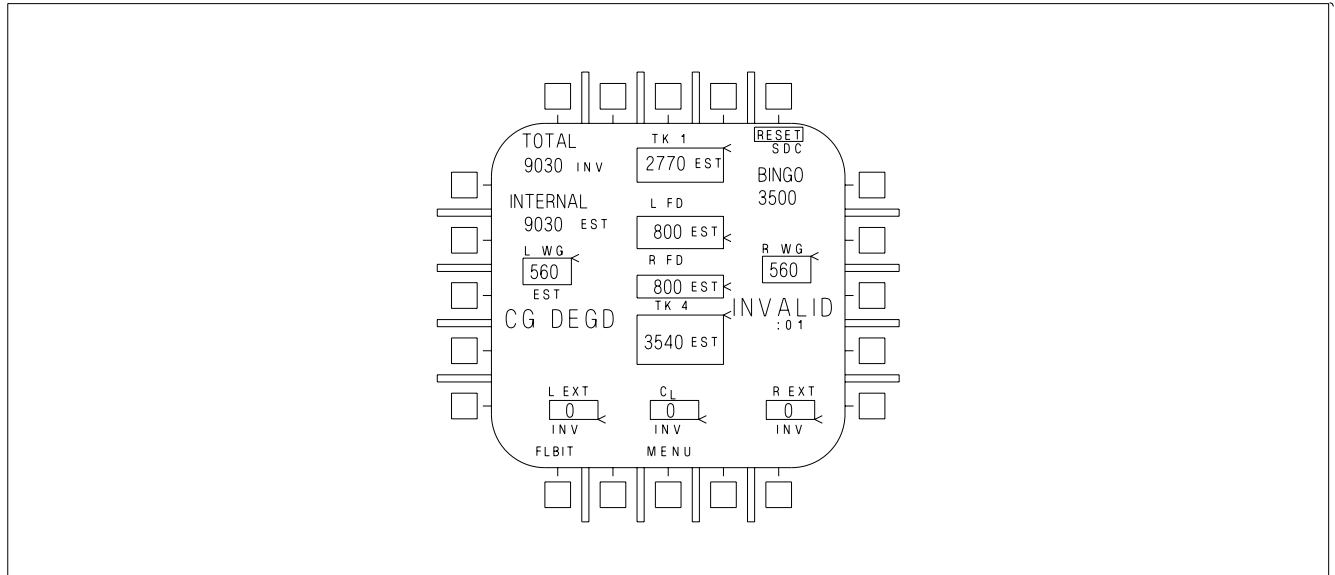 TOTAL
9030 INV
TK 1
2770 EST
RESET
SDC
BINGO
3500
INTERNAL
9030 EST
L FD
800 EST
L WG
560
EST
R FD
800 EST
R WG
560
CG DEGD
TK 4
3540 EST
INVALID
:01
L EXT
0
INV
CL
0
INV
R EXT
0
INV
FLBIT
MENU